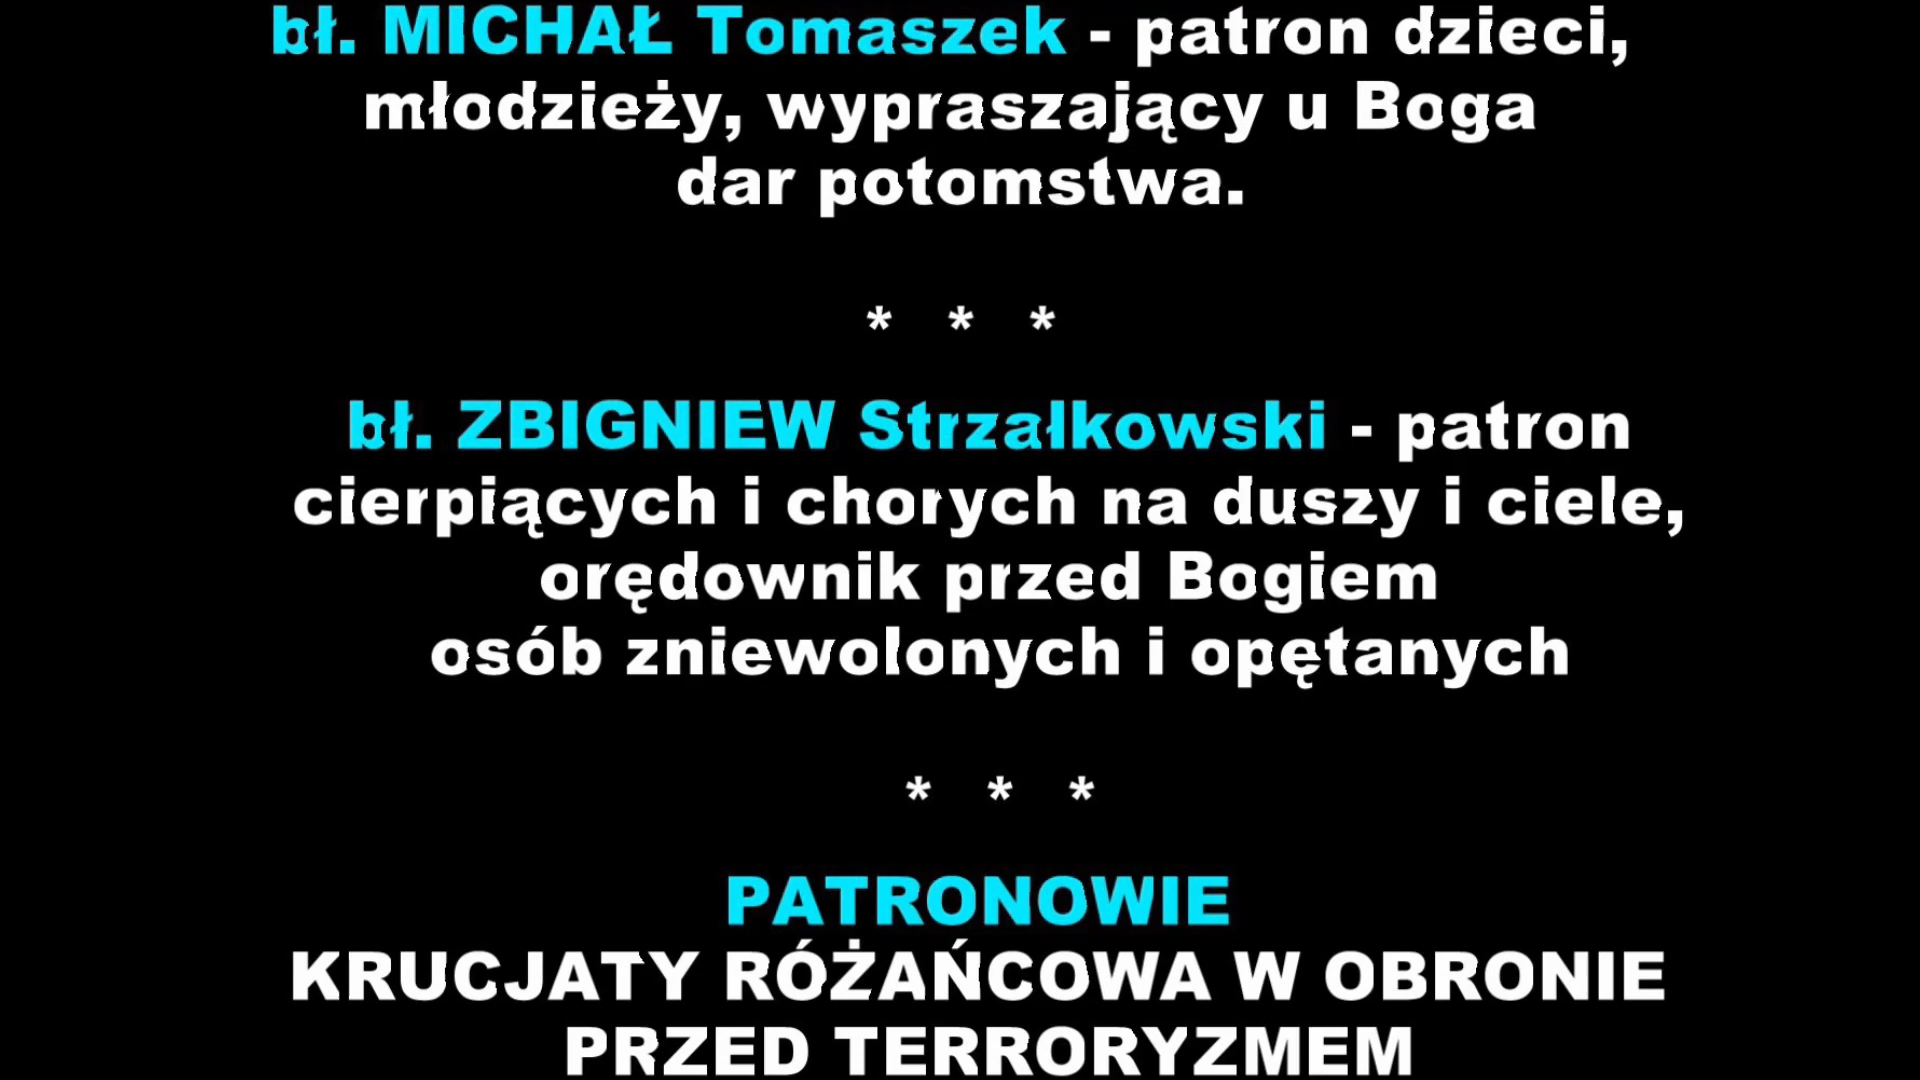 bł. MICHAŁ Tomaszek - patron dzieci,
młodzieży, wypraszający u Boga
dar potomstwa.
* * *
bł. ZBIGNIEW Strzałkowski - patron
cierpiących i chorych na duszy i ciele,
orędownik przed Bogiem
osób zniewolonych i opętanych
* * *
PATRONOWIE
KRUCJATY RÓŻAŃCOWA W OBRONIE
PRZED TERRORYZMEM